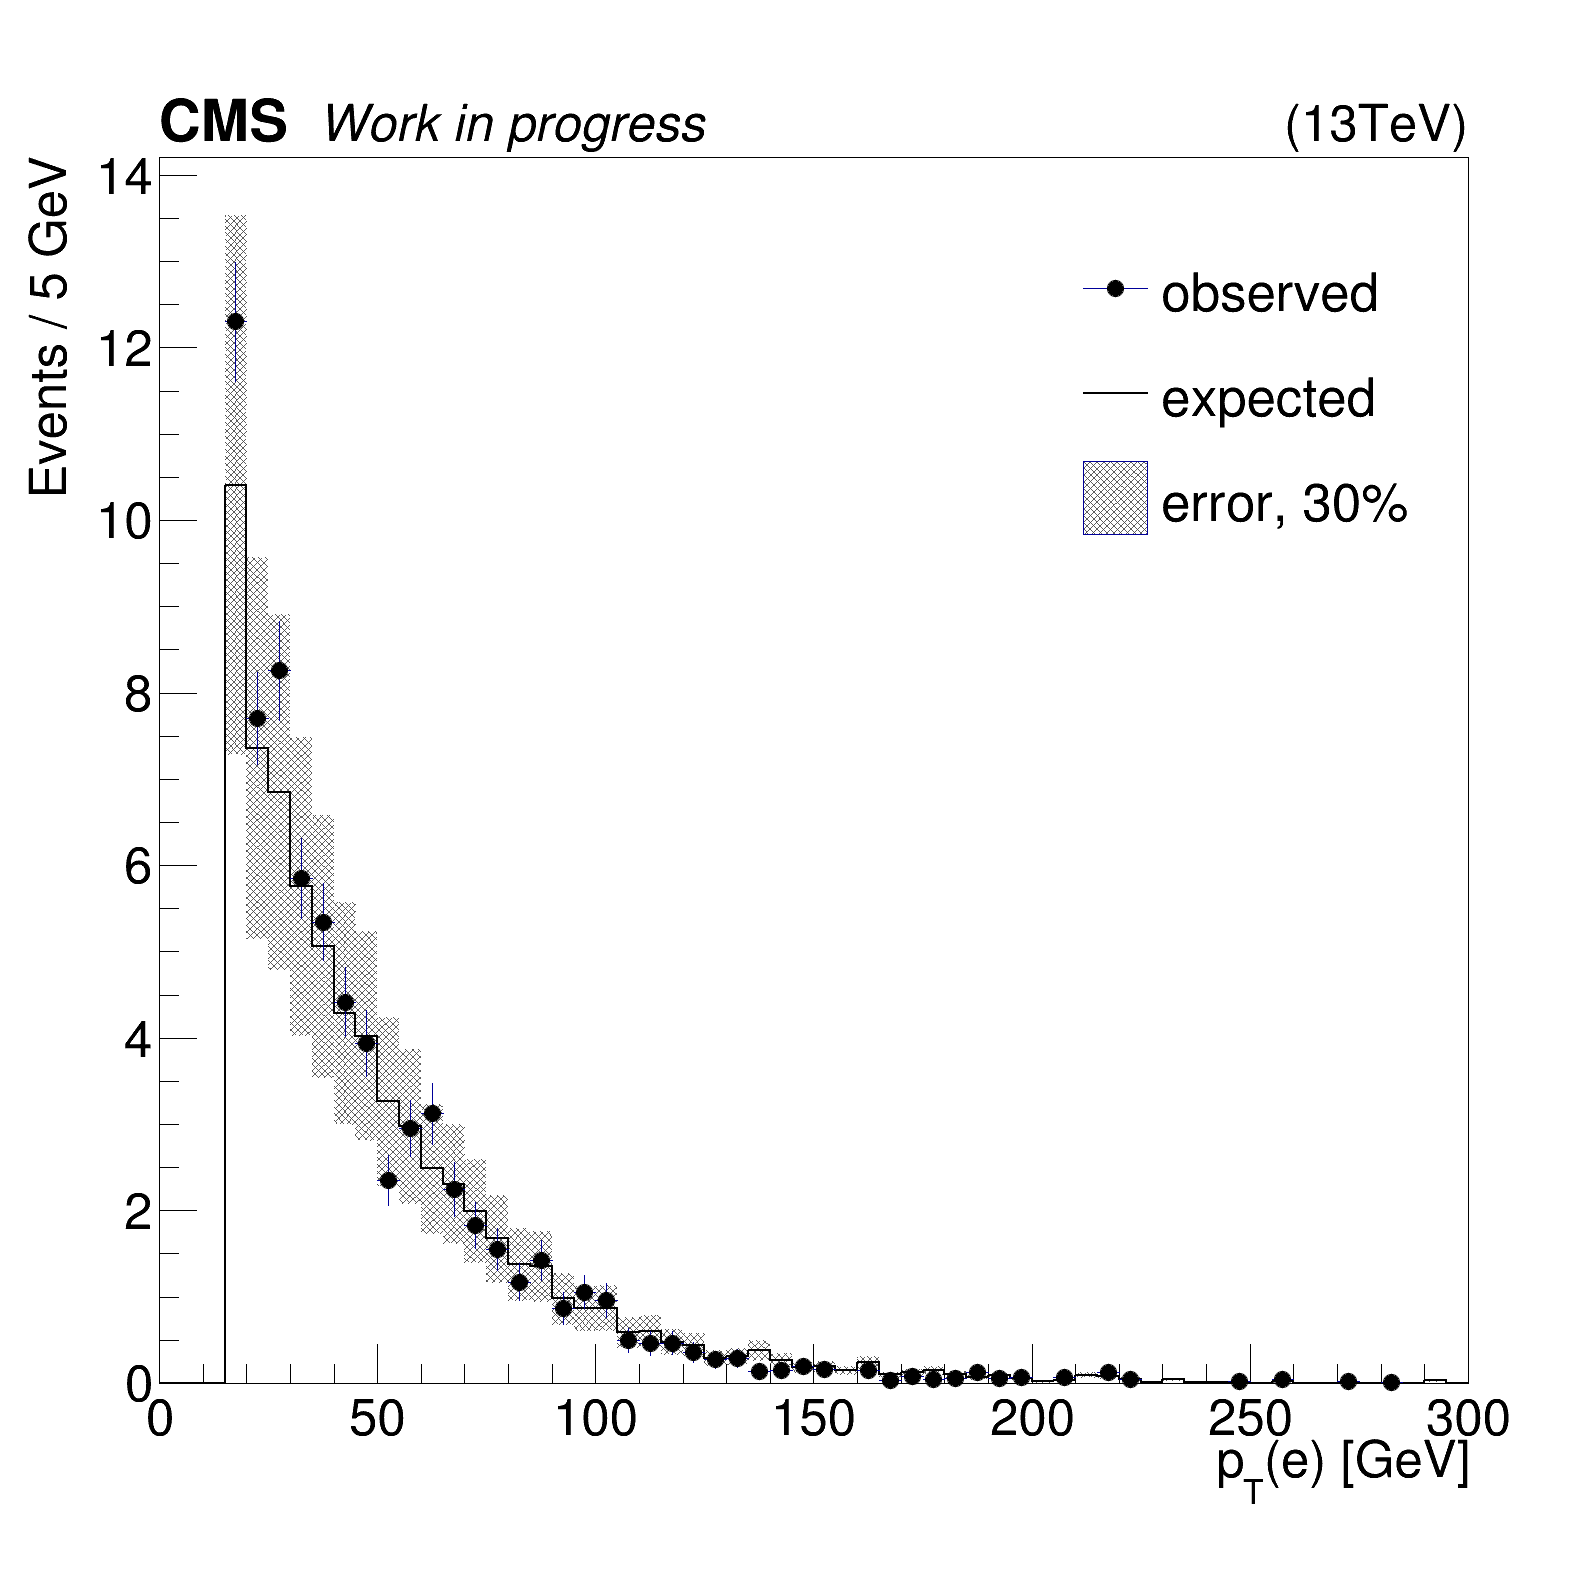 CMS Work in progress (13TeV)
Events / 5 GeV
14
12
10
8
6
4
2
0
observed
expected
error, 30%
0 50 100 150 200 250 300
pT(e) [GeV]